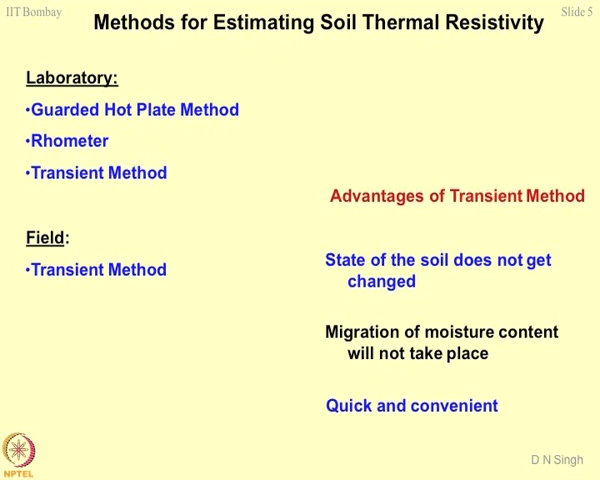 IIT Bombay
Slide 5
Methods for Estimating Soil Thermal Resistivity
Laboratory:
•Guarded Hot Plate Method
•Rhometer
•Transient Method
Field:
•Transient Method
Advantages of Transient Method
State of the soil does not get
changed
Migration of moisture content
will not take place
Quick and convenient
NPTEL
D N Singh